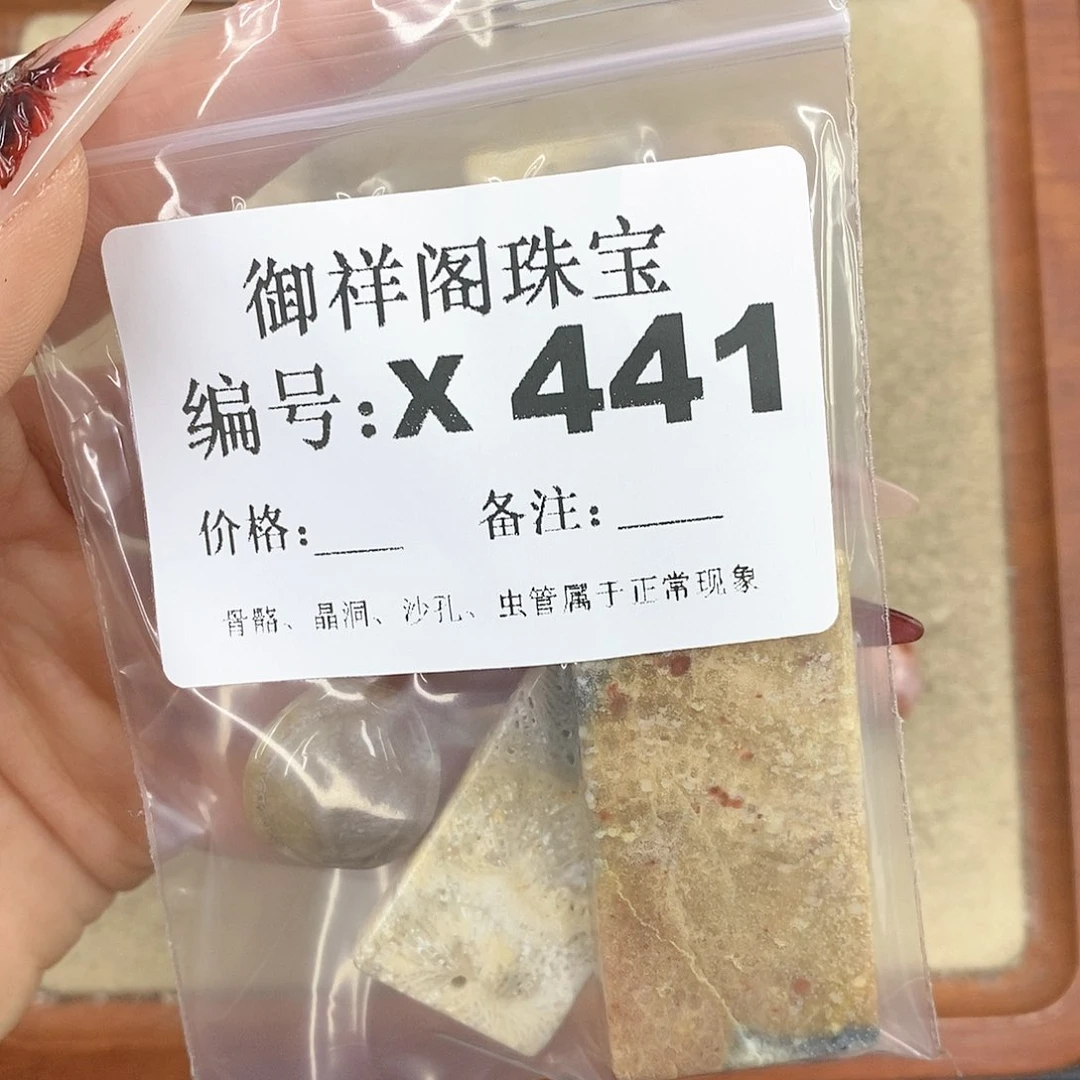 御祥阁珠宝
编号:X 441
价格:___ 备注:____
骨骼、晶洞、沙孔、虫管属于正常现象